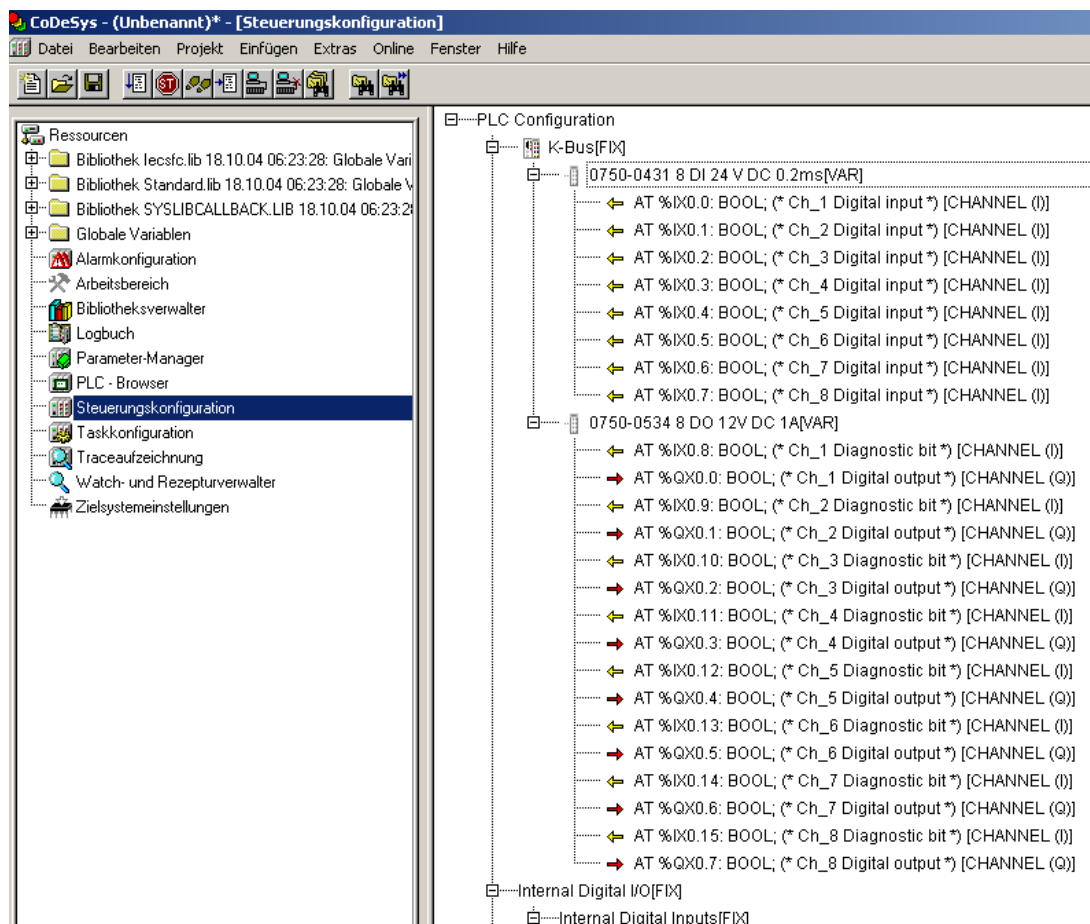 CoDeSys - (Unbenannt)* - [Steuerungskonfiguration]
Datei Bearbeiten Projekt Einfügen Extras Online Fenster Hilfe
Ressourcen
Bibliothek Iecsfc.lib 18.10.04 06:23:28: Globale Vari
Bibliothek Standard.lib 18.10.04 06:23:28: Globale V
Bibliothek SYSLIBCALLBACK.LIB 18.10.04 06:23:2
Globale Variablen
Alarmkonfiguration
Arbeitsbereich
Bibliotheksverwalter
Logbuch
Parameter-Manager
PLC - Browser
Steuerungskonfiguration
Taskkonfiguration
Traceaufzeichnung
Watch- und Rezepturverwalter
Zielsystemeinstellungen
PLC Configuration
K-Bus[FIX]
0750-0431 8 DI 24 V DC 0.2ms[VAR]
AT %IX0.0: BOOL; (* Ch_1 Digital input *) [CHANNEL (I)]
AT %IX0.1: BOOL; (* Ch_2 Digital input *) [CHANNEL (I)]
AT %IX0.2: BOOL; (* Ch_3 Digital input *) [CHANNEL (I)]
AT %IX0.3: BOOL; (* Ch_4 Digital input *) [CHANNEL (I)]
AT %IX0.4: BOOL; (* Ch_5 Digital input *) [CHANNEL (I)]
AT %IX0.5: BOOL; (* Ch_6 Digital input *) [CHANNEL (I)]
AT %IX0.6: BOOL; (* Ch_7 Digital input *) [CHANNEL (I)]
AT %IX0.7: BOOL; (* Ch_8 Digital input *) [CHANNEL (I)]
0750-0534 8 DO 12V DC 1A[VAR]
AT %IX0.8: BOOL; (* Ch_1 Diagnostic bit *) [CHANNEL (I)]
AT %QX0.0: BOOL; (* Ch_1 Digital output *) [CHANNEL (Q)]
AT %IX0.9: BOOL; (* Ch_2 Diagnostic bit *) [CHANNEL (I)]
AT %QX0.1: BOOL; (* Ch_2 Digital output *) [CHANNEL (Q)]
AT %IX0.10: BOOL; (* Ch_3 Diagnostic bit *) [CHANNEL (I)]
AT %QX0.2: BOOL; (* Ch_3 Digital output *) [CHANNEL (Q)]
AT %IX0.11: BOOL; (* Ch_4 Diagnostic bit *) [CHANNEL (I)]
AT %QX0.3: BOOL; (* Ch_4 Digital output *) [CHANNEL (Q)]
AT %IX0.12: BOOL; (* Ch_5 Diagnostic bit *) [CHANNEL (I)]
AT %QX0.4: BOOL; (* Ch_5 Digital output *) [CHANNEL (Q)]
AT %IX0.13: BOOL; (* Ch_6 Diagnostic bit *) [CHANNEL (I)]
AT %QX0.5: BOOL; (* Ch_6 Digital output *) [CHANNEL (Q)]
AT %IX0.14: BOOL; (* Ch_7 Diagnostic bit *) [CHANNEL (I)]
AT %QX0.6: BOOL; (* Ch_7 Digital output *) [CHANNEL (Q)]
AT %IX0.15: BOOL; (* Ch_8 Diagnostic bit *) [CHANNEL (I)]
AT %QX0.7: BOOL; (* Ch_8 Digital output *) [CHANNEL (Q)]
Internal Digital I/O[FIX]
Internal Digital Inputs[FIX]